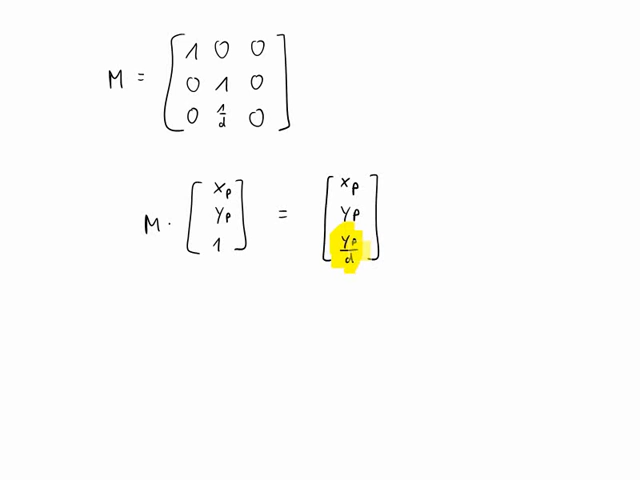 M = [ 1 0 0
0 1 0
0 1/d 0 ]
M · [ xp
yp
1 ] = [ xp
yp
yp/d ]